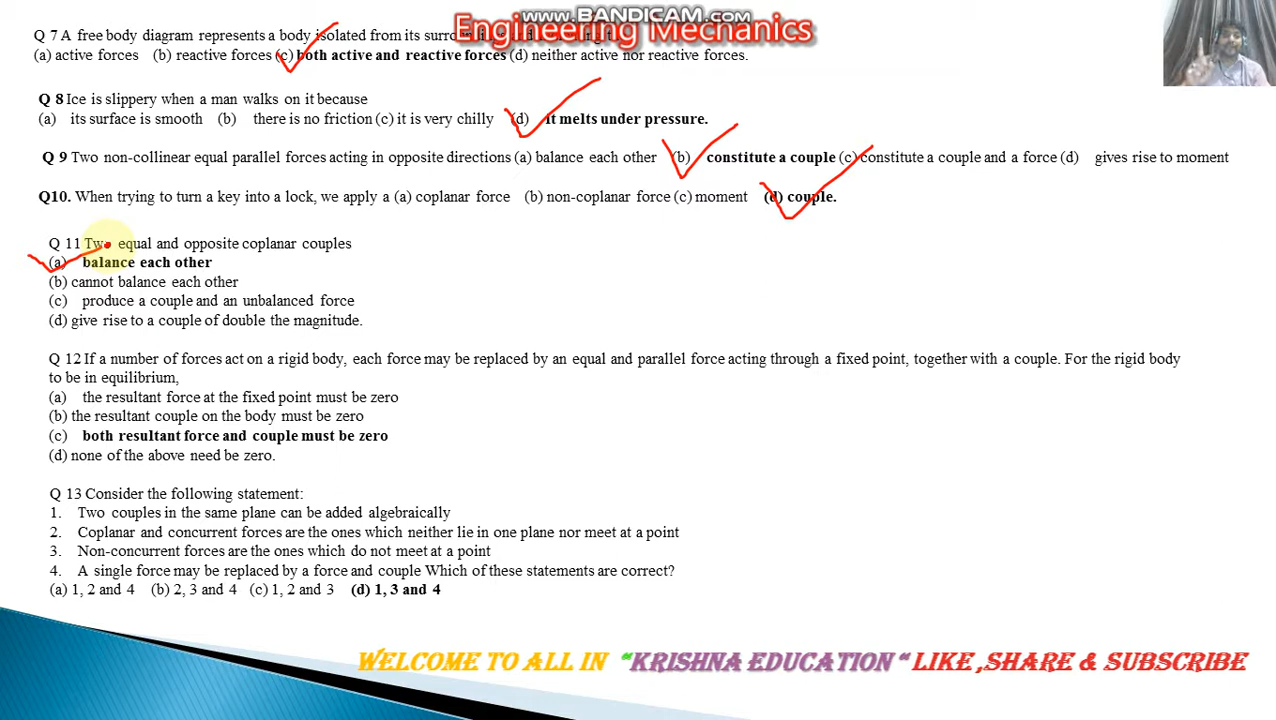 www.BANDICAM.com
Engineering Mechanics
Q 7 A free body diagram represents a body isolated from its
(a) active forces (b) reactive forces (c) both active and reactive forces (d) neither active nor reactive forces.
Q 8 Ice is slippery when a man walks on it because
(a) its surface is smooth (b) there is no friction (c) it is very chilly (d) it melts under pressure.
Q 9 Two non-collinear equal parallel forces acting in opposite directions (a) balance each other (b) constitute a couple (c) constitute a couple and a force (d) gives rise to moment
Q10. When trying to turn a key into a lock, we apply a (a) coplanar force (b) non-coplanar force (c) moment (d) couple.
Q 11 Two equal and opposite coplanar couples
(a) balance each other
(b) cannot balance each other
(c) produce a couple and an unbalanced force
(d) give rise to a couple of double the magnitude.
Q 12 If a number of forces act on a rigid body, each force may be replaced by an equal and parallel force acting through a fixed point, together with a couple. For the rigid body
to be in equilibrium,
(a) the resultant force at the fixed point must be zero
(b) the resultant couple on the body must be zero
(c) both resultant force and couple must be zero
(d) none of the above need be zero.
Q 13 Consider the following statement:
1. Two couples in the same plane can be added algebraically
2. Coplanar and concurrent forces are the ones which neither lie in one plane nor meet at a point
3. Non-concurrent forces are the ones which do not meet at a point
4. A single force may be replaced by a force and couple Which of these statements are correct?
(a) 1, 2 and 4 (b) 2, 3 and 4 (c) 1, 2 and 3 (d) 1, 3 and 4
WELCOME TO ALL IN "KRISHNA EDUCATION" LIKE ,SHARE & SUBSCRIBE